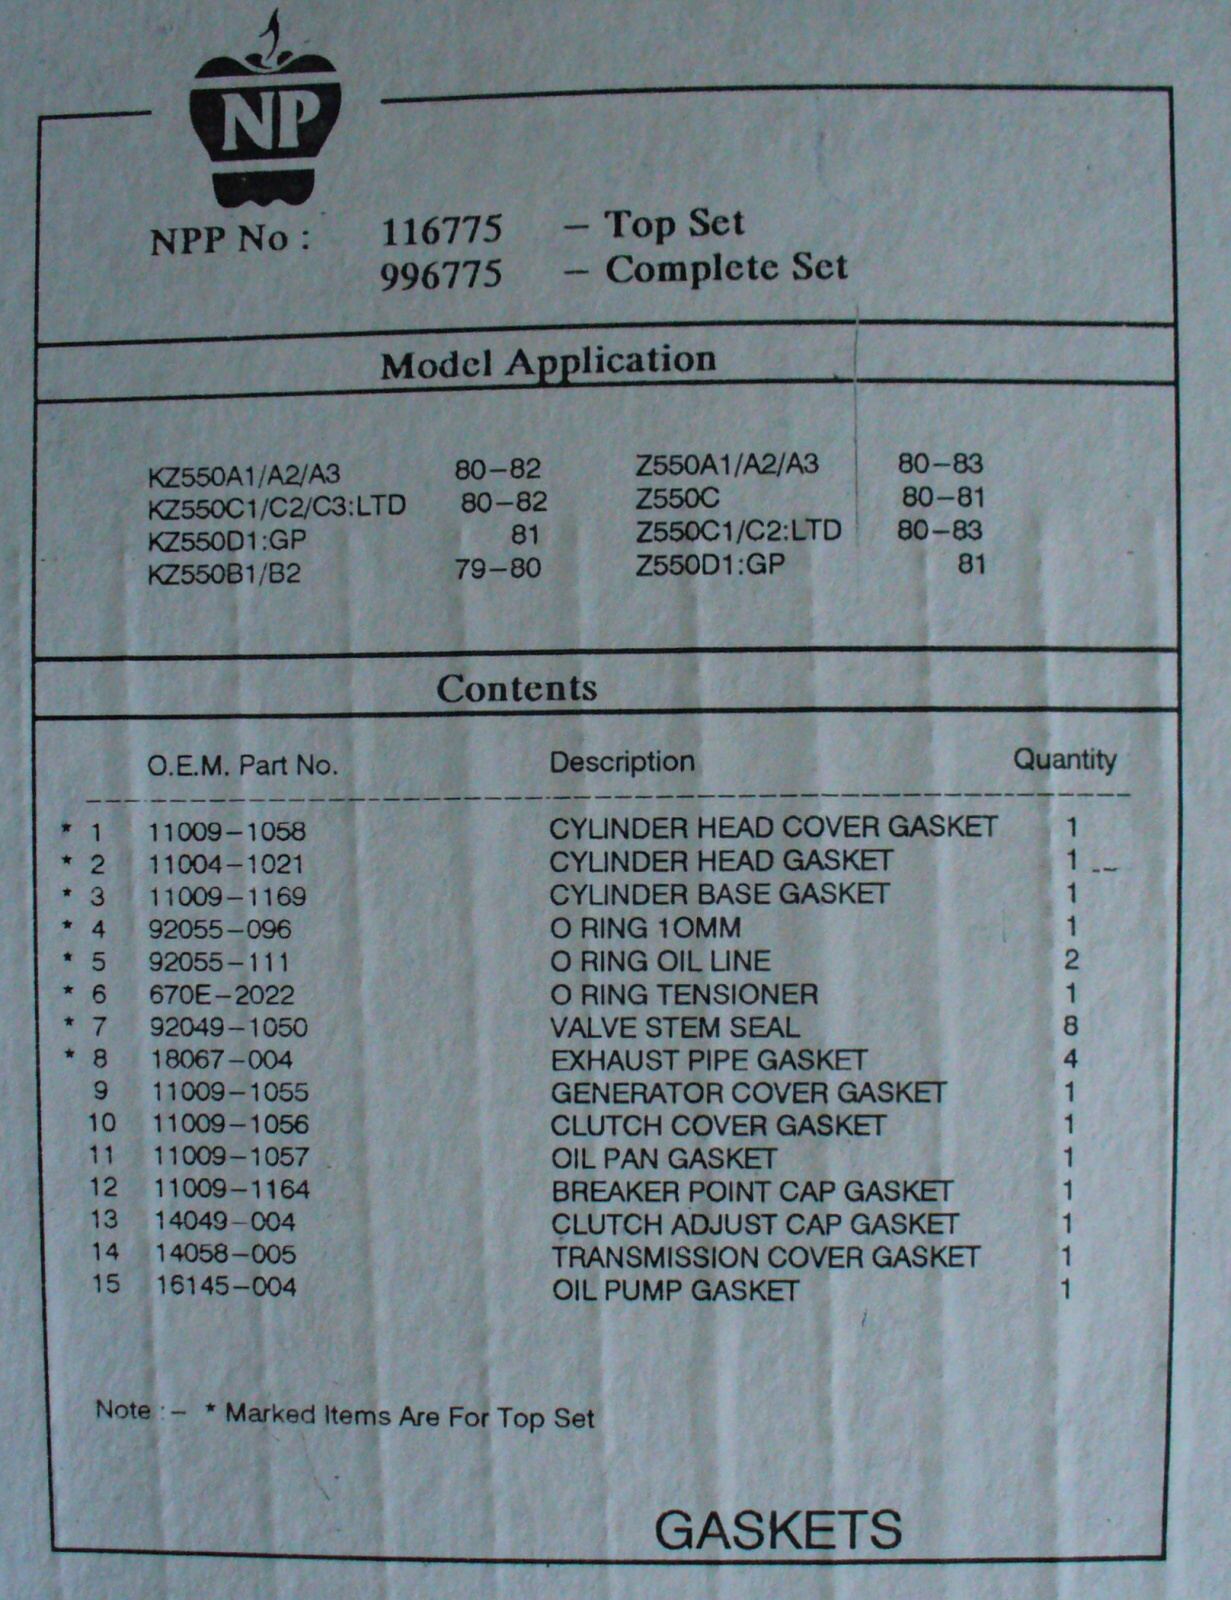 NP
NPP No : 116775 – Top Set
996775 – Complete Set
Model Application
KZ550A1/A2/A3 80–82 Z550A1/A2/A3 80–83
KZ550C1/C2/C3:LTD 80–82 Z550C 80–81
KZ550D1:GP 81 Z550C1/C2:LTD 80–83
KZ550B1/B2 79–80 Z550D1:GP 81
Contents
O.E.M. Part No. Description Quantity
* 1 11009–1058 CYLINDER HEAD COVER GASKET 1
* 2 11004–1021 CYLINDER HEAD GASKET 1
* 3 11009–1169 CYLINDER BASE GASKET 1
* 4 92055–096 O RING 1OMM 1
* 5 92055–111 O RING OIL LINE 2
* 6 670E–2022 O RING TENSIONER 1
* 7 92049–1050 VALVE STEM SEAL 8
* 8 18067–004 EXHAUST PIPE GASKET 4
9 11009–1055 GENERATOR COVER GASKET 1
10 11009–1056 CLUTCH COVER GASKET 1
11 11009–1057 OIL PAN GASKET 1
12 11009–1164 BREAKER POINT CAP GASKET 1
13 14049–004 CLUTCH ADJUST CAP GASKET 1
14 14058–005 TRANSMISSION COVER GASKET 1
15 16145–004 OIL PUMP GASKET 1
Note :– * Marked Items Are For Top Set
GASKETS